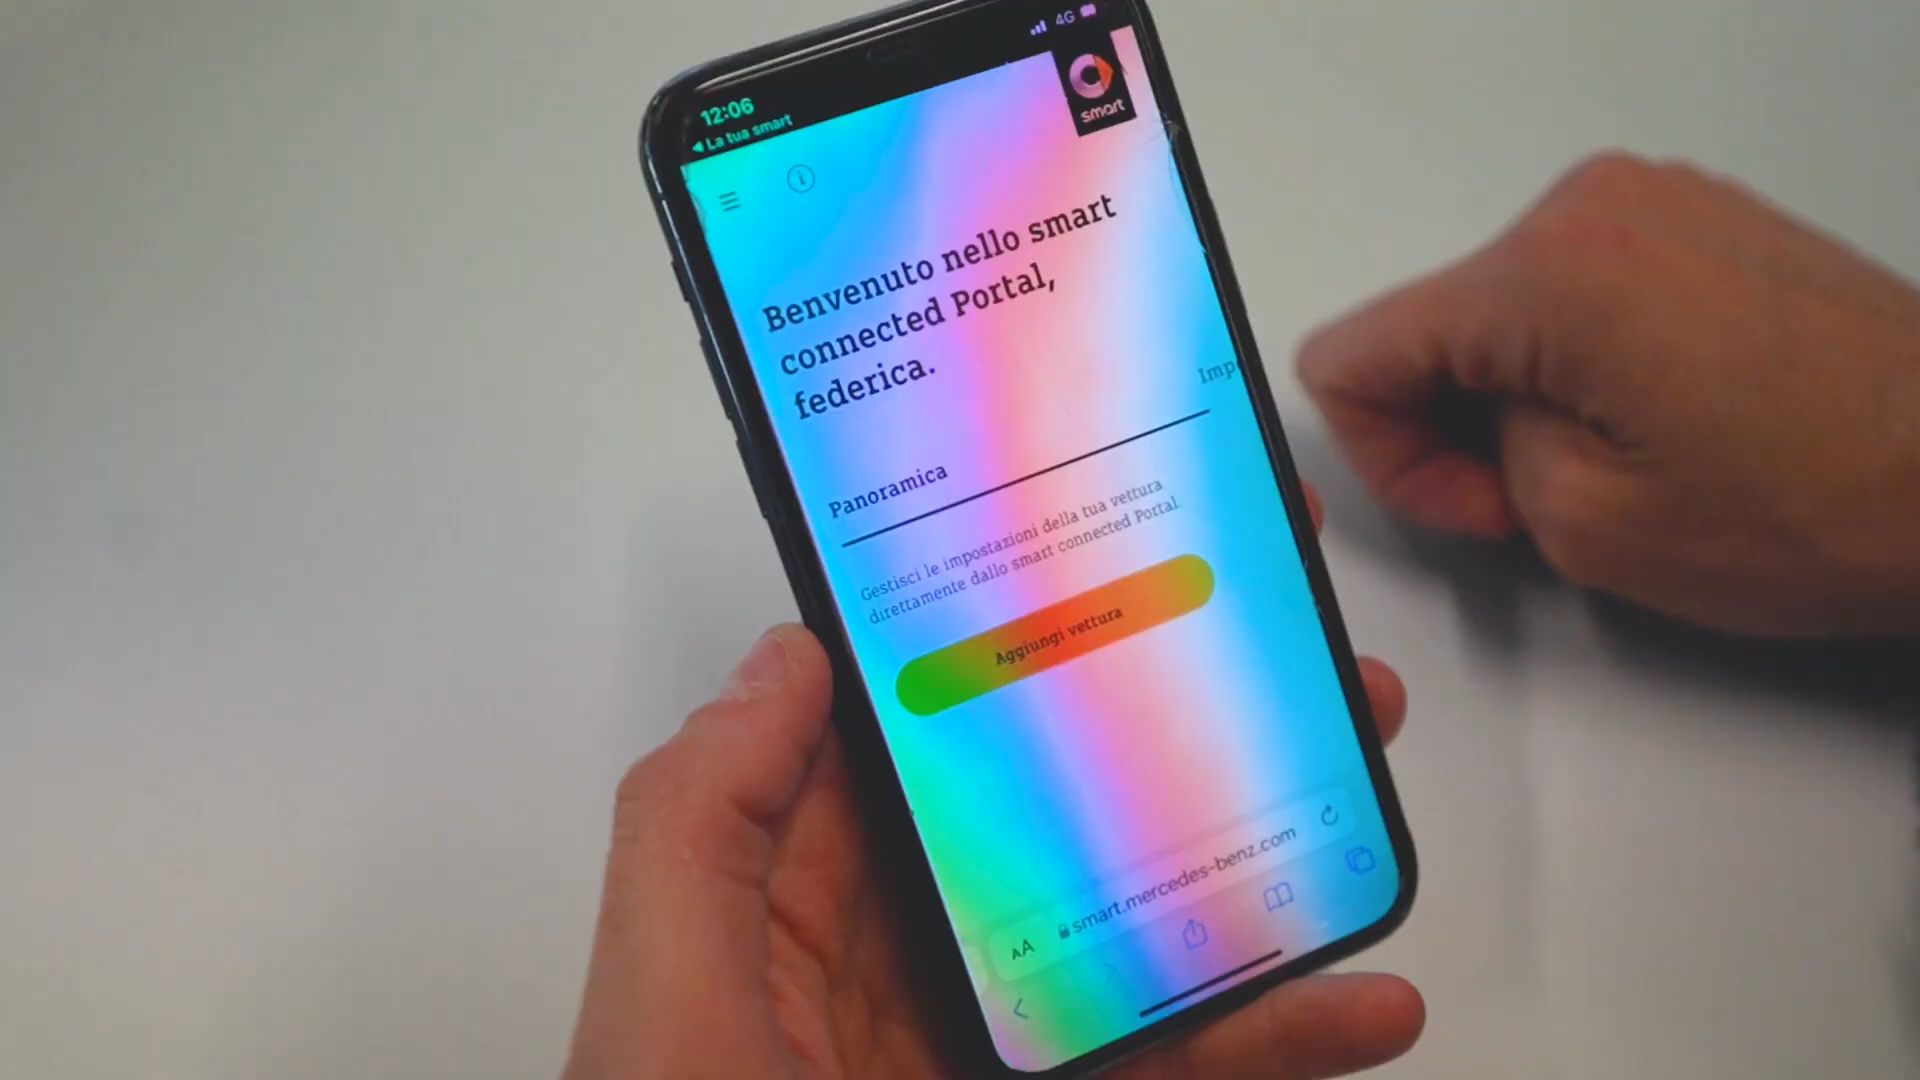 4G
12:06
◀ La tua smart
smart
Benvenuto nello smart
connected Portal,
federica.
Panoramica
Gestisci le impostazioni della tua vettura
direttamente dallo smart connected Portal.
Aggiungi vettura
AA smart.mercedes-benz.com